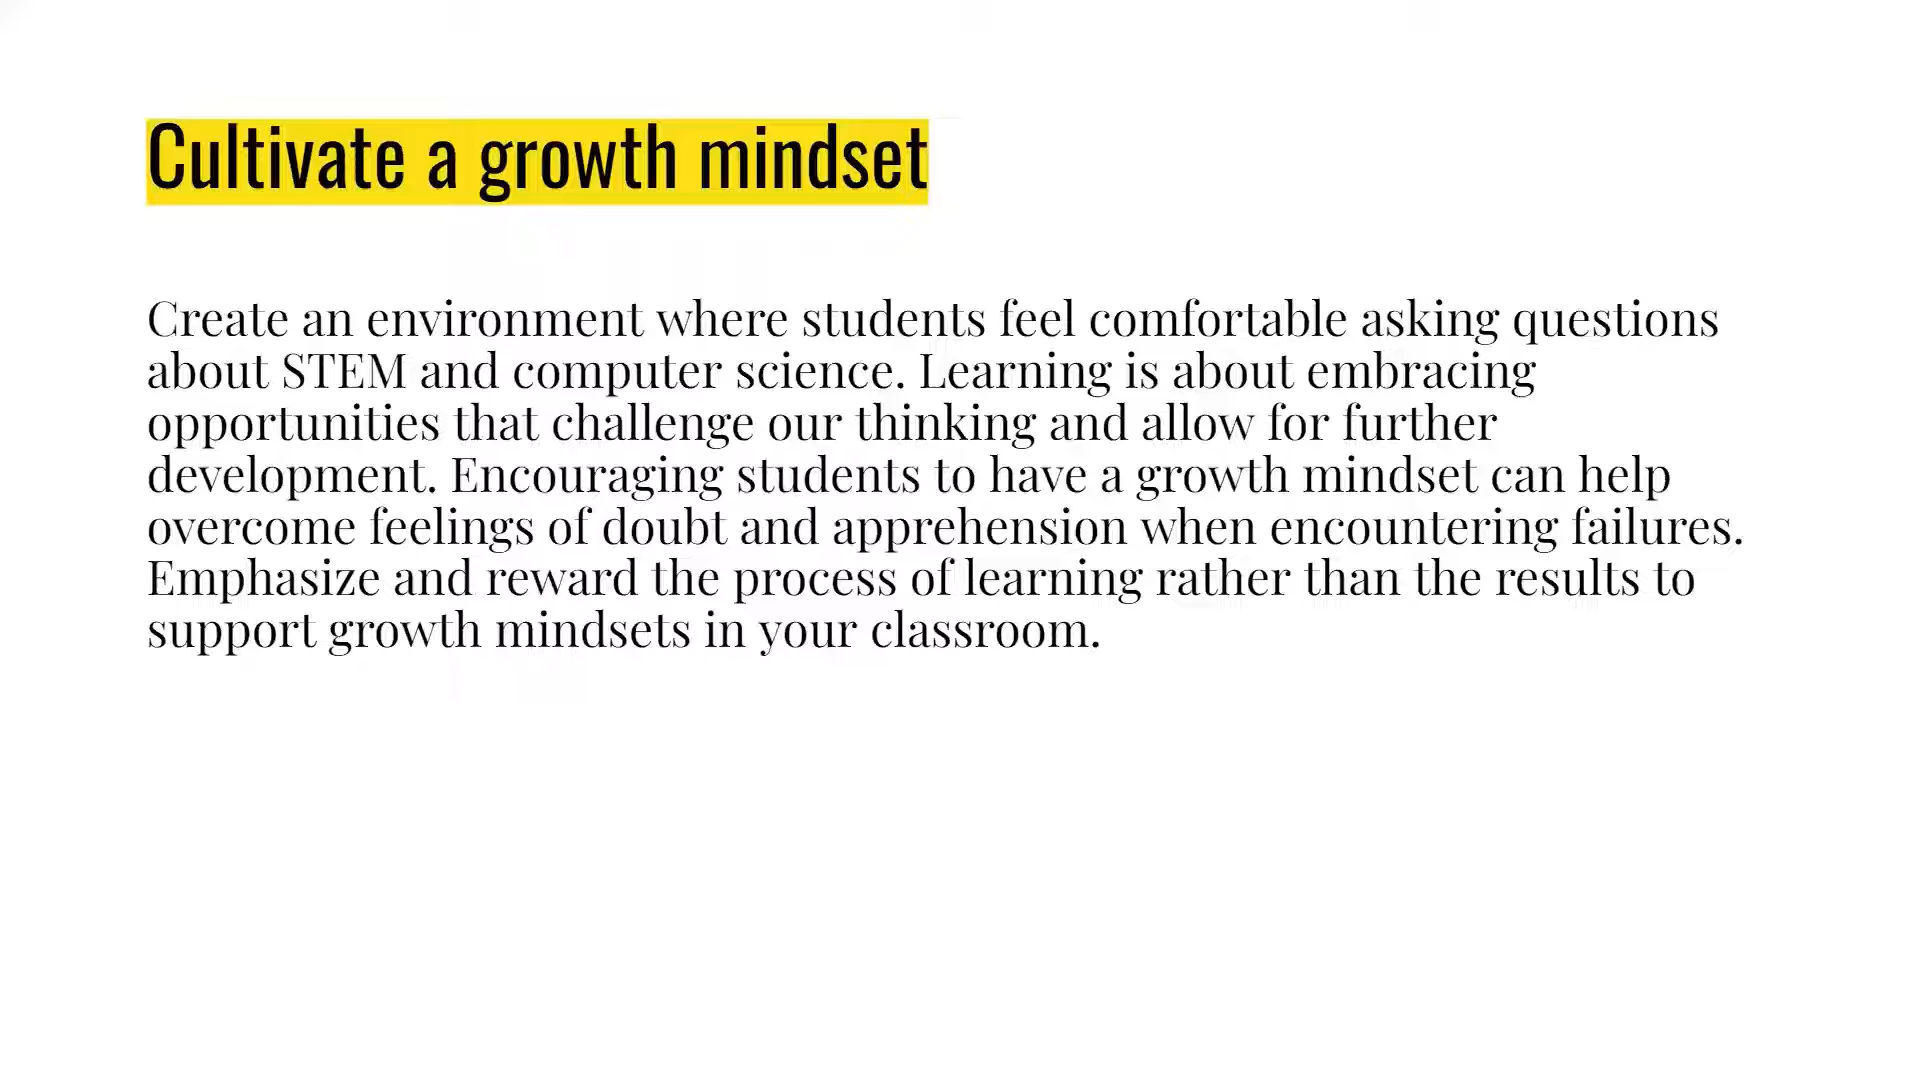 Cultivate a growth mindset
Create an environment where students feel comfortable asking questions
about STEM and computer science. Learning is about embracing
opportunities that challenge our thinking and allow for further
development. Encouraging students to have a growth mindset can help
overcome feelings of doubt and apprehension when encountering failures.
Emphasize and reward the process of learning rather than the results to
support growth mindsets in your classroom.